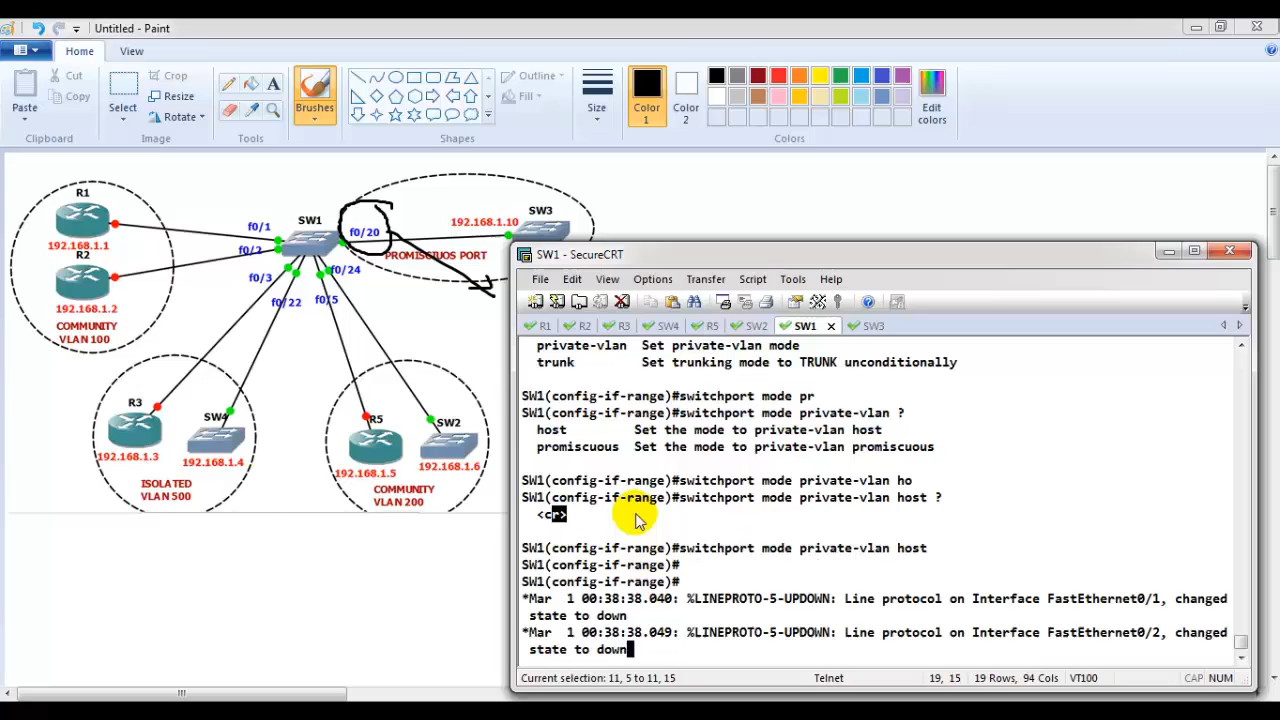 Untitled - Paint
Home
View
Paste
Cut
Copy
Clipboard
Select
Crop
Resize
Rotate
Image
Tools
Brushes
Shapes
Outline
Fill
Size
Color 1
Color 2
Edit colors
Colors
R1
192.168.1.1
R2
192.168.1.2
COMMUNITY
VLAN 100
f0/1
f0/2
f0/3
f0/22
f0/5
f0/24
SW1
f0/20
192.168.1.10
SW3
PROMISCIUOS PORT
R3
192.168.1.3
SW4
192.168.1.4
ISOLATED
VLAN 500
R5
192.168.1.5
SW2
192.168.1.6
COMMUNITY
VLAN 200
SW1 - SecureCRT
File Edit View Options Transfer Script Tools Help
R1 R2 R3 SW4 R5 SW2 SW1 SW3
private-vlan Set private-vlan mode
trunk Set trunking mode to TRUNK unconditionally
SW1(config-if-range)#switchport mode pr
SW1(config-if-range)#switchport mode private-vlan ?
host Set the mode to private-vlan host
promiscuous Set the mode to private-vlan promiscuous
SW1(config-if-range)#switchport mode private-vlan ho
SW1(config-if-range)#switchport mode private-vlan host ?
<cr>
SW1(config-if-range)#switchport mode private-vlan host
SW1(config-if-range)#
SW1(config-if-range)#
*Mar 1 00:38:38.040: %LINEPROTO-5-UPDOWN: Line protocol on Interface FastEthernet0/1, changed
state to down
*Mar 1 00:38:38.049: %LINEPROTO-5-UPDOWN: Line protocol on Interface FastEthernet0/2, changed
state to down
Current selection: 11, 5 to 11, 15
Telnet
19, 15
19 Rows, 94 Cols
VT100
CAP
NUM